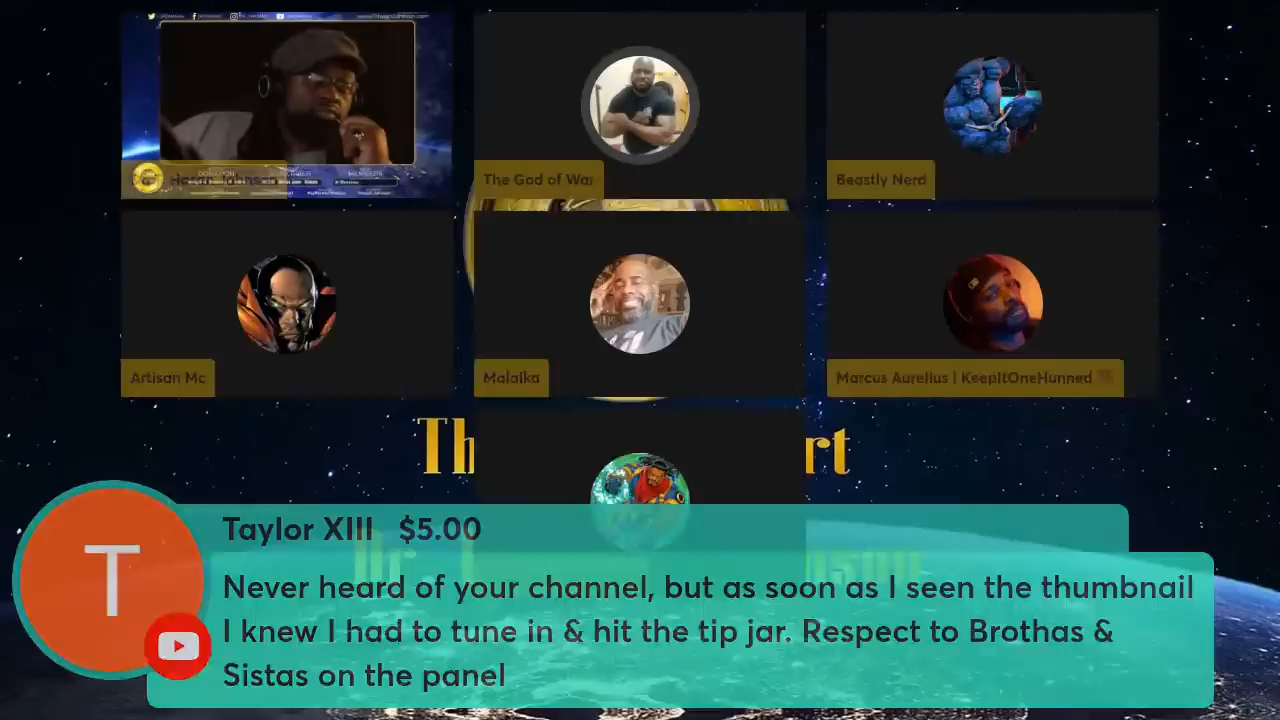 The God of War
Beastly Nerd
Artisan Mc
Malaika
Marcus Aurelius | KeepItOneHunned
Th
rt
Taylor XIII $5.00
Never heard of your channel, but as soon as I seen the thumbnail
I knew I had to tune in & hit the tip jar. Respect to Brothas &
Sistas on the panel